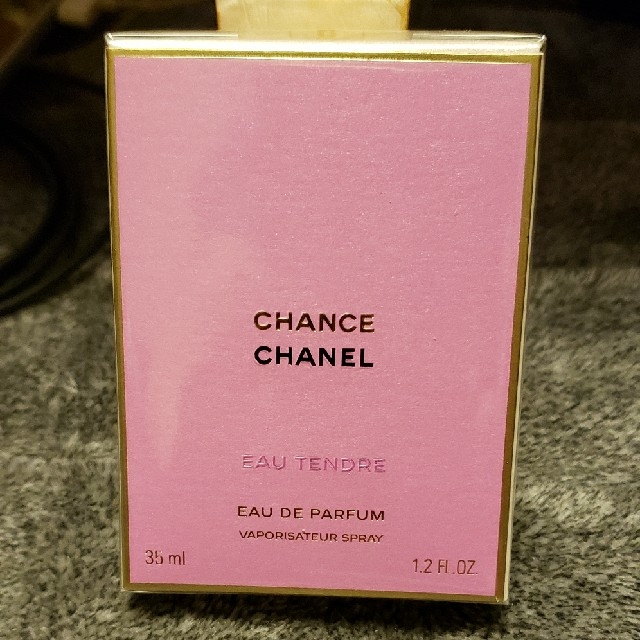 CHANCE
CHANEL
EAU TENDRE
EAU DE PARFUM
VAPORISATEUR SPRAY
35 ml 1.2 FL.OZ